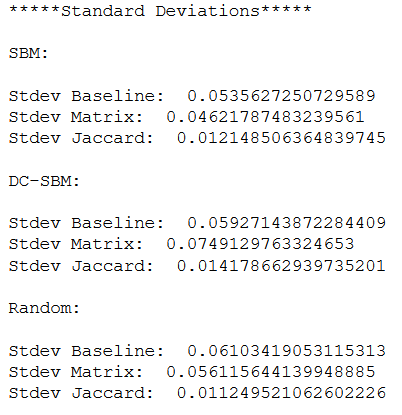 *****Standard Deviations*****
SBM:
Stdev Baseline:  0.0535627250729589
Stdev Matrix:  0.04621787483239561
Stdev Jaccard:  0.012148506364839745
DC-SBM:
Stdev Baseline:  0.05927143872284409
Stdev Matrix:  0.0749129763324653
Stdev Jaccard:  0.014178662939735201
Random:
Stdev Baseline:  0.06103419053115313
Stdev Matrix:  0.056115644139948885
Stdev Jaccard:  0.011249521062602226